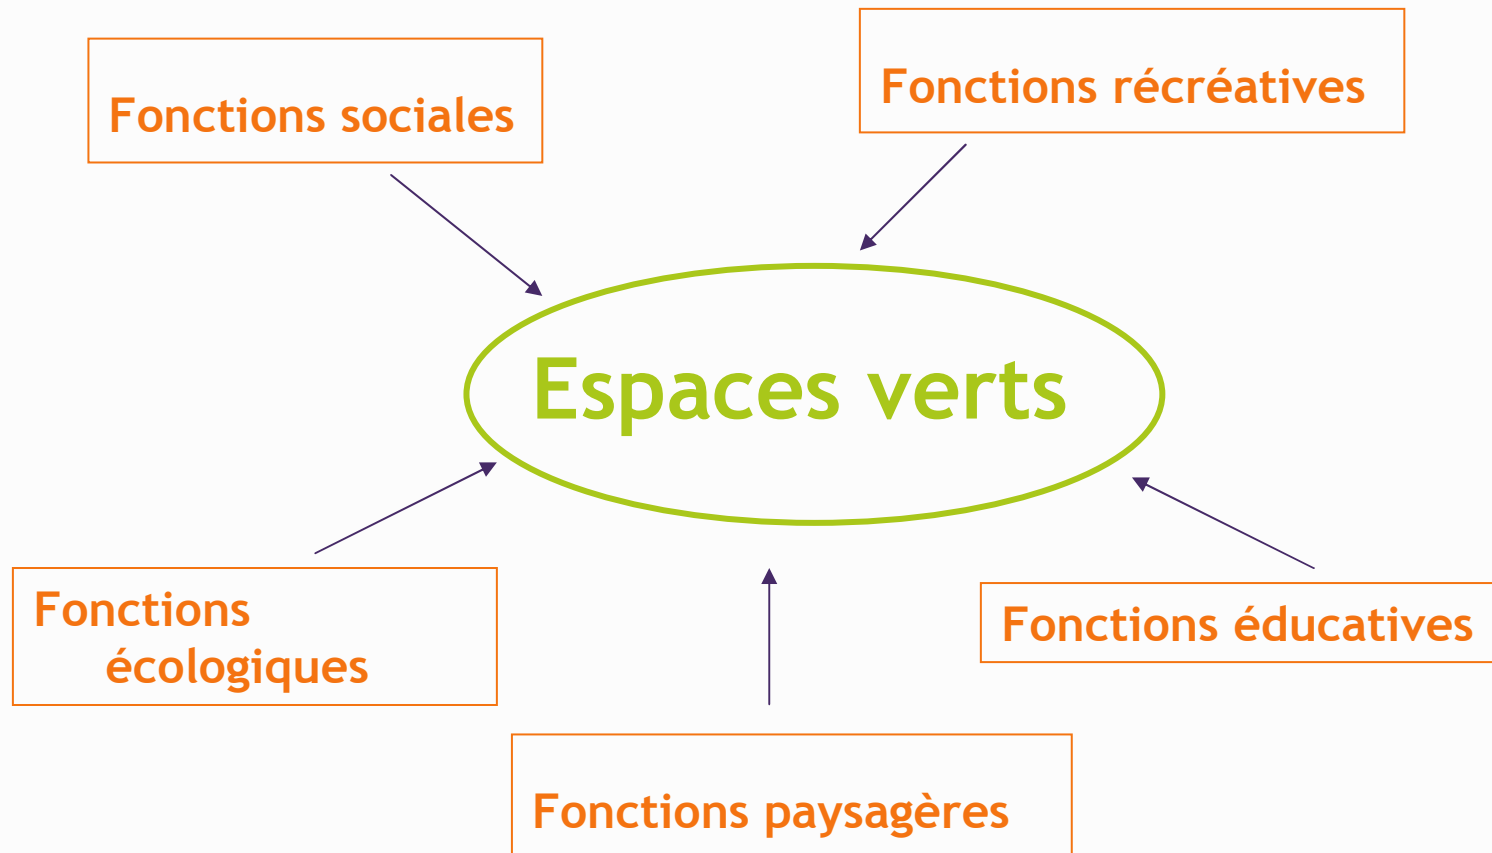 Fonctions sociales
Fonctions récréatives
Espaces verts
Fonctions
écologiques
Fonctions éducatives
Fonctions paysagères